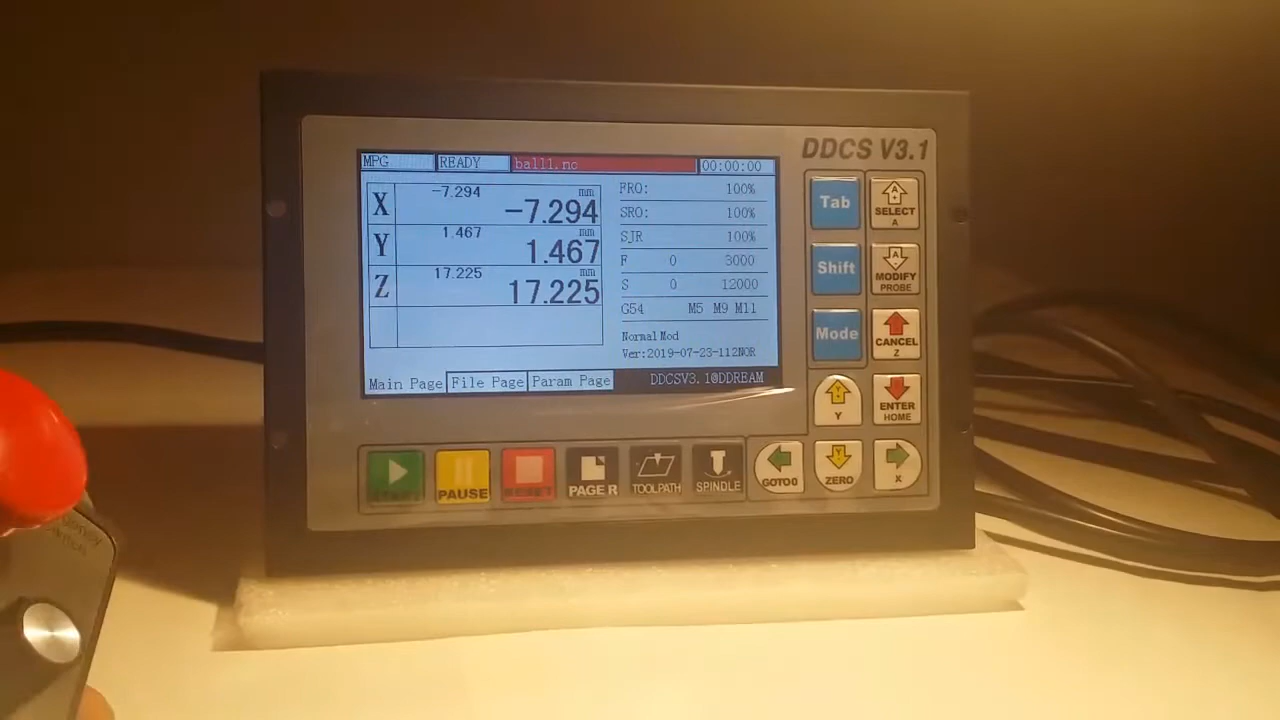 DDCS V3.1
MPG READY ball1.nc 00:00:00
X -7.294 mm -7.294
Y 1.467 mm 1.467
Z 17.225 mm 17.225
FRO: 100%
SRO: 100%
SJR 100%
F 0 3000
S 0 12000
G54 M5 M9 M11
Normal Mod
Ver:2019-07-23-112NOR
Main Page File Page Param Page DDCSV3.1@DDREAM
Tab A+ SELECT A
Shift A- MODIFY PROBE
Mode CANCEL Z
Y+ Y ENTER HOME
START PAUSE RESET PAGE R TOOLPATH SPINDLE GOTO0 Y- ZERO X